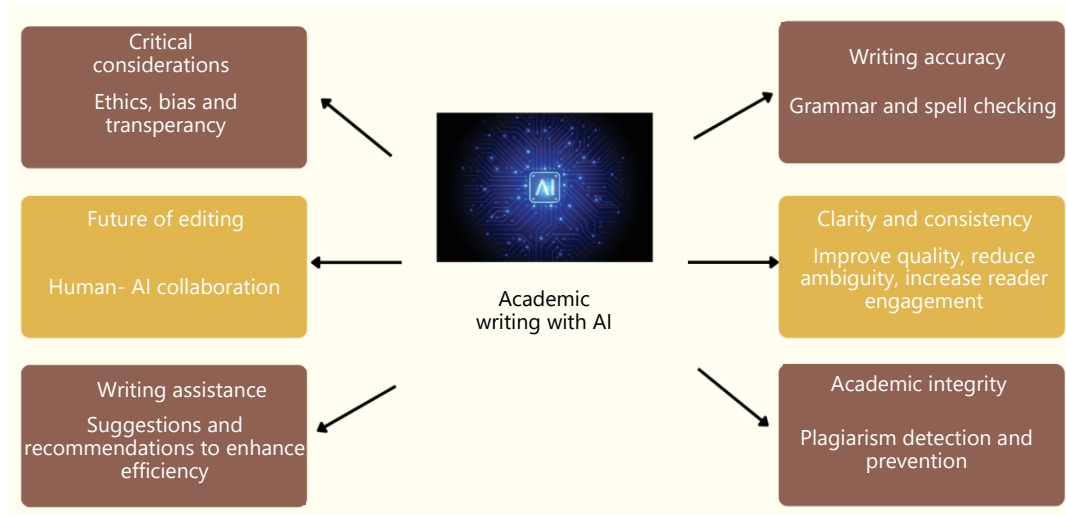 Critical
considerations
Ethics, bias and
transperancy
Future of editing
Human- AI collaboration
Writing assistance
Suggestions and
recommendations to enhance
efficiency
AI
Academic
writing with AI
Writing accuracy
Grammar and spell checking
Clarity and consistency
Improve quality, reduce
ambiguity, increase reader
engagement
Academic integrity
Plagiarism detection and
prevention